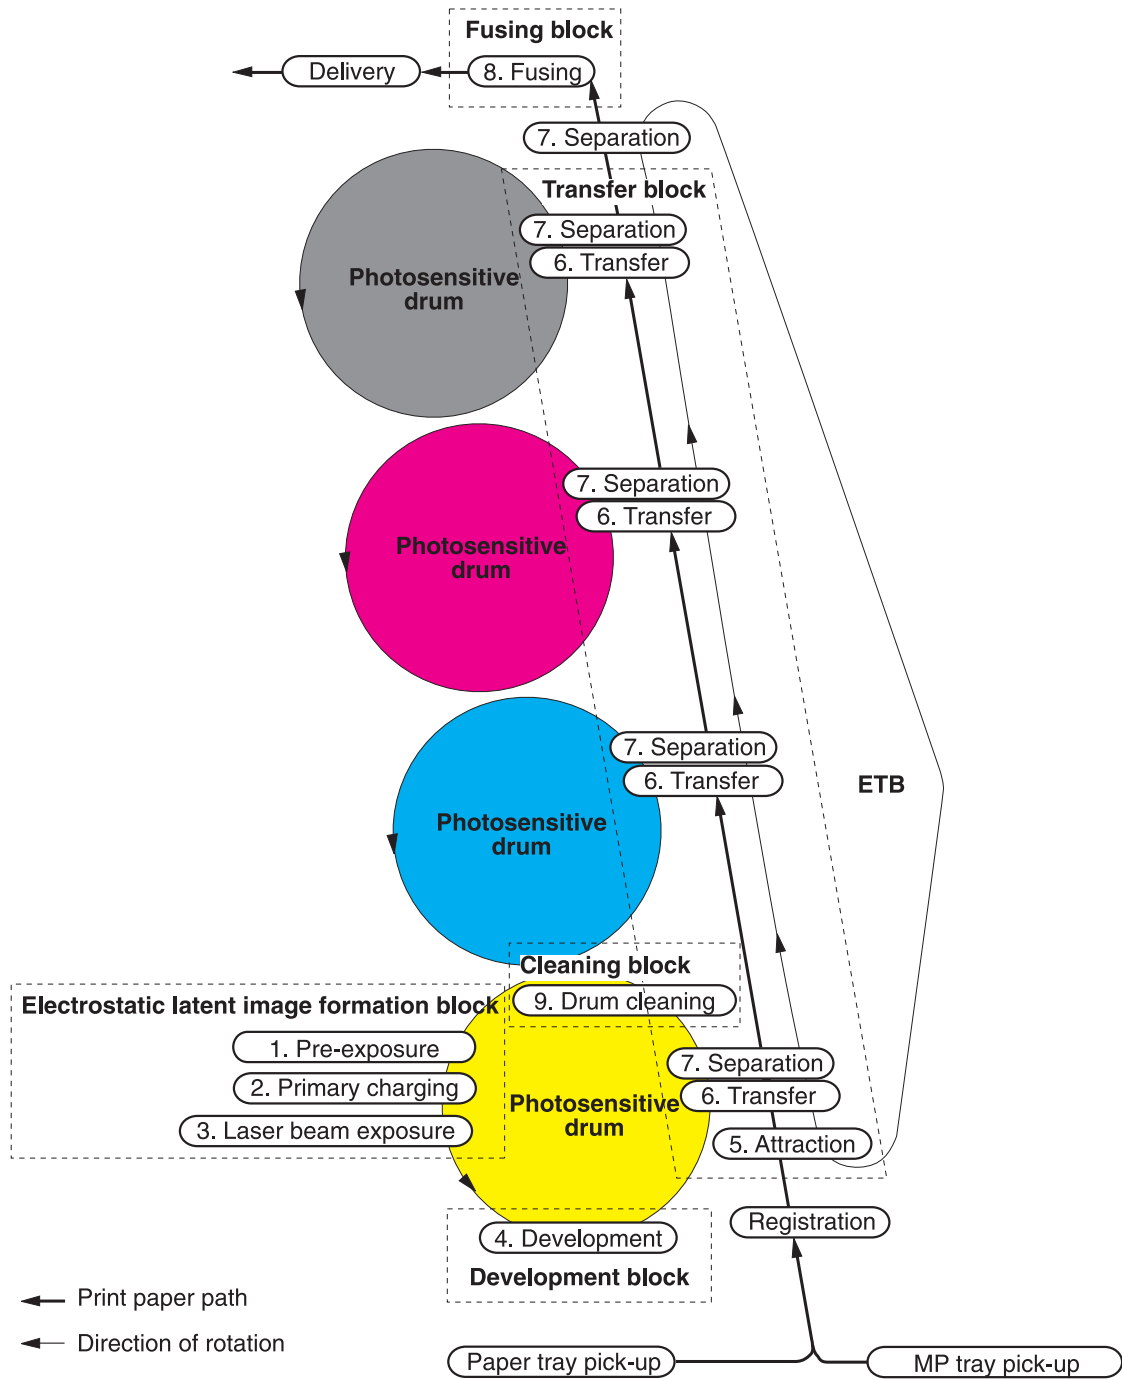 Fusing block
Delivery
8. Fusing
7. Separation
Transfer block
7. Separation
6. Transfer
Photosensitive
drum
7. Separation
6. Transfer
Photosensitive
drum
7. Separation
6. Transfer
ETB
Photosensitive
drum
Cleaning block
9. Drum cleaning
Electrostatic latent image formation block
1. Pre-exposure
2. Primary charging
3. Laser beam exposure
7. Separation
6. Transfer
Photosensitive
drum
5. Attraction
Registration
4. Development
Development block
Print paper path
Direction of rotation
Paper tray pick-up
MP tray pick-up